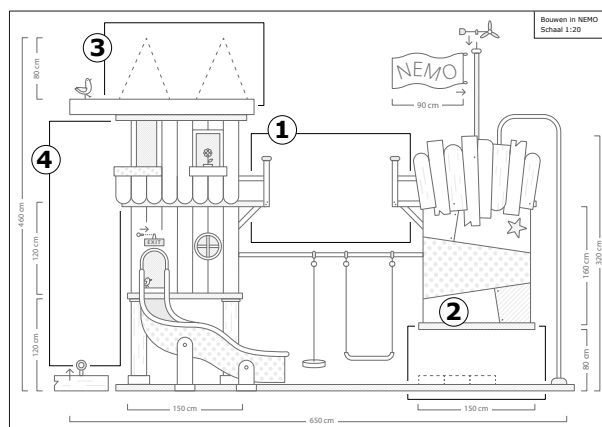 Bouwen in NEMO
Schaal 1:20
3
80 cm
NEMO
90 cm
1
4
460 cm
EXIT
120 cm
160 cm
320 cm
2
120 cm
80 cm
150 cm
150 cm
650 cm